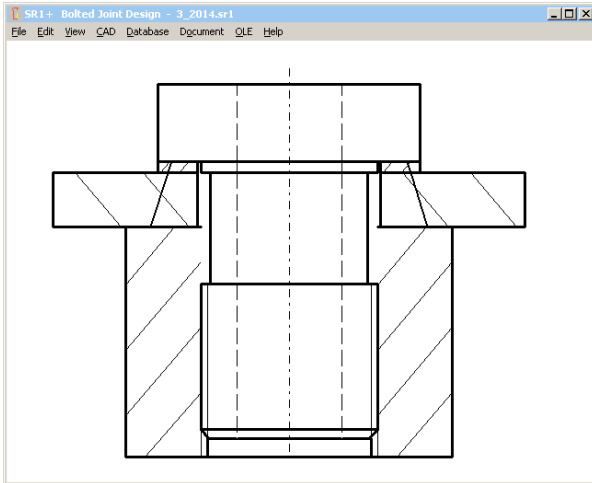 SR1+ Bolted Joint Design - 3_2014.sr1
File Edit View CAD Database Document OLE Help